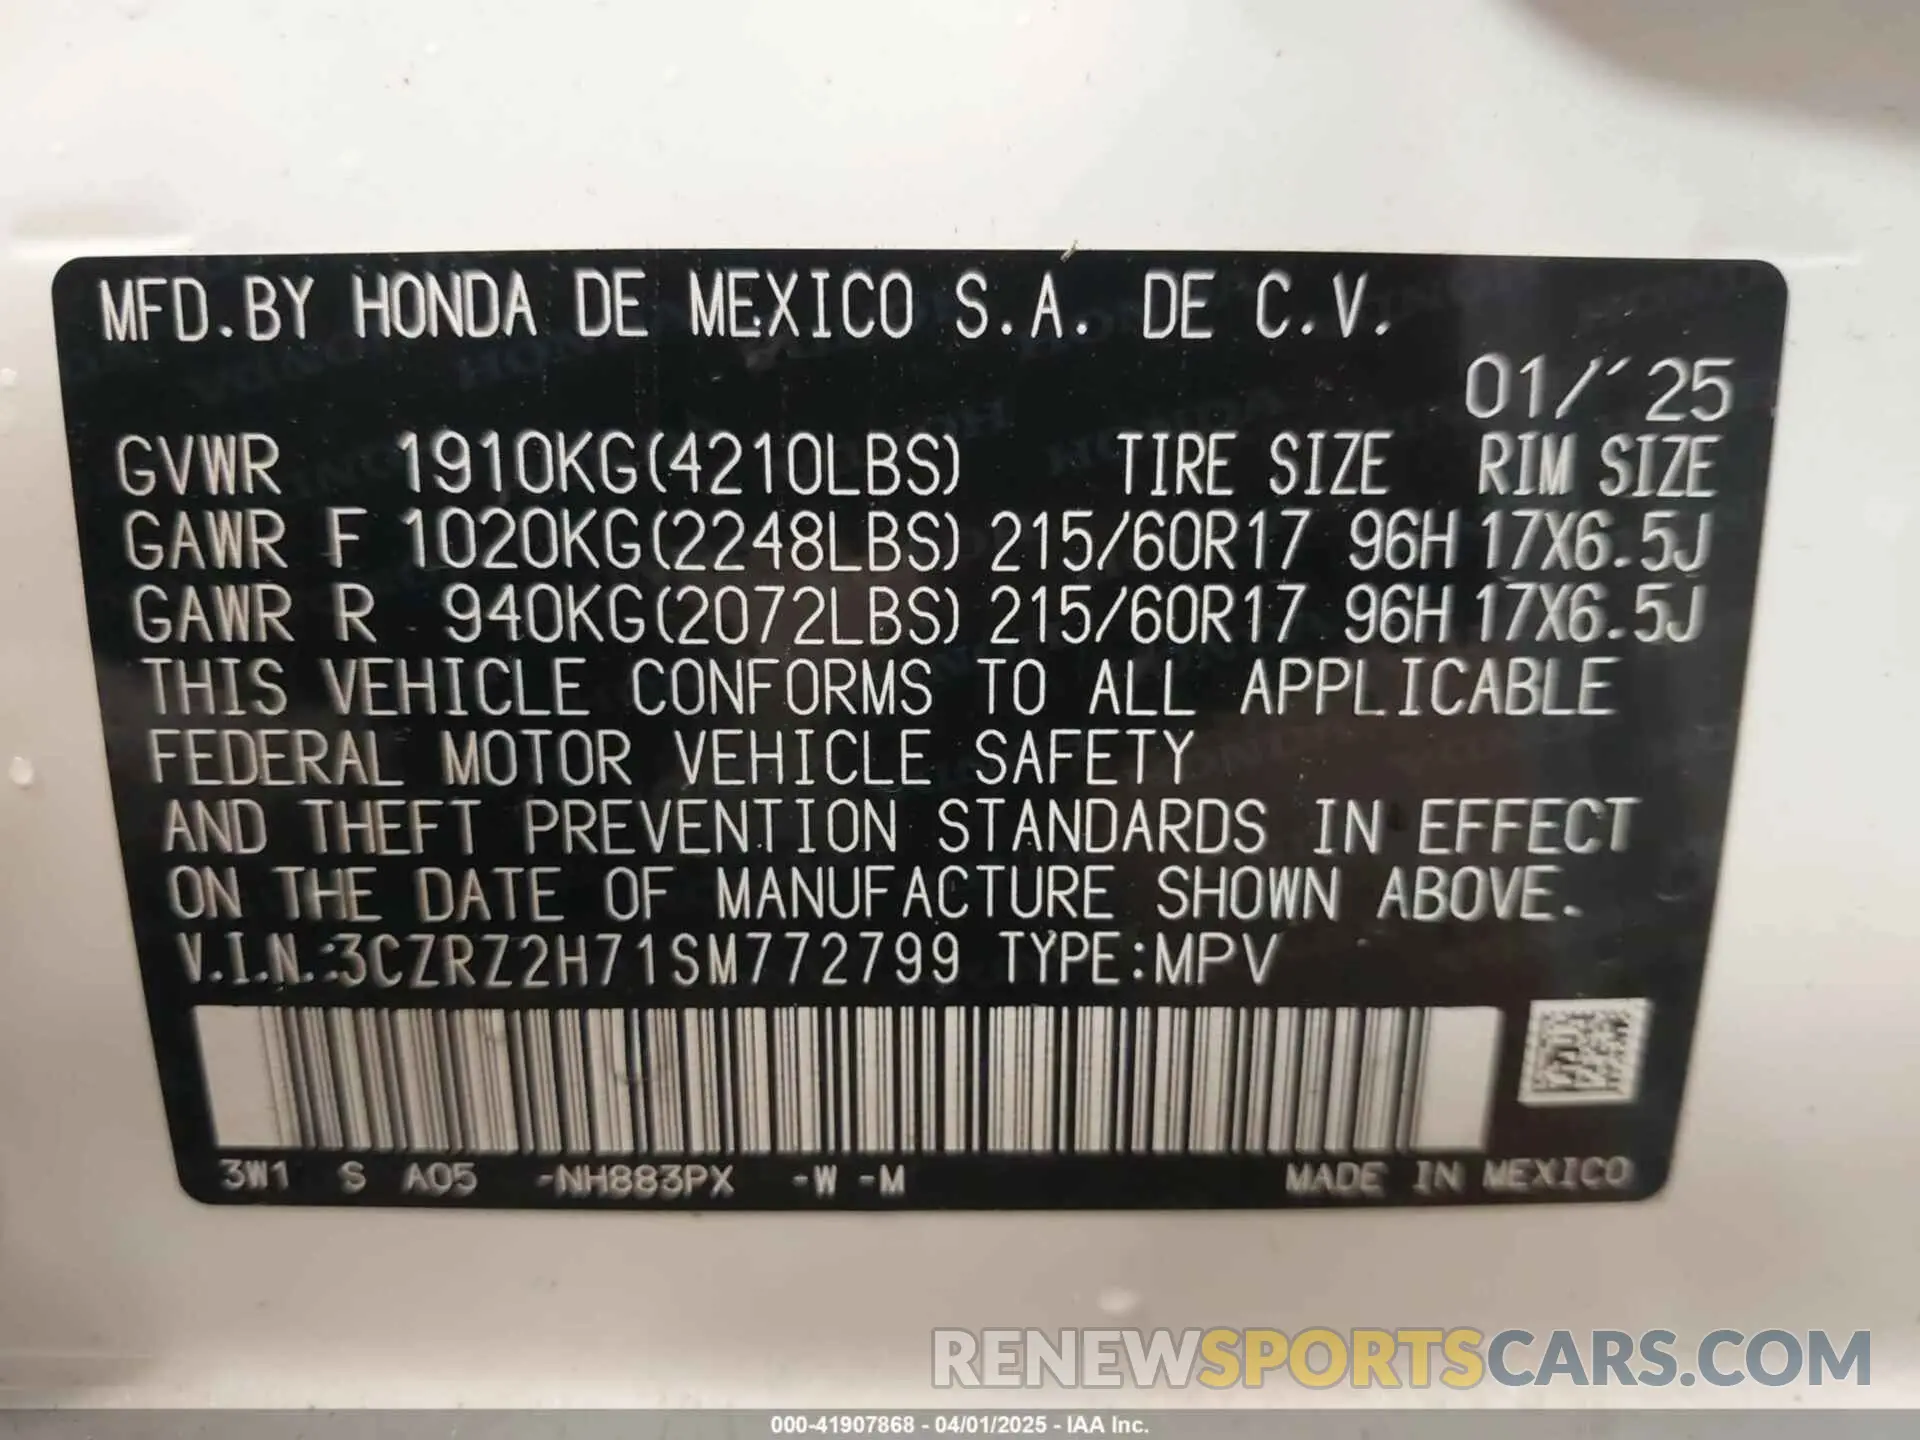 MFD.BY HONDA DE MEXICO S.A. DE C.V.
01/'25
GVWR 1910KG(4210LBS) TIRE SIZE RIM SIZE
GAWR F 1020KG(2248LBS) 215/60R17 96H 17X6.5J
GAWR R 940KG(2072LBS) 215/60R17 96H 17X6.5J
THIS VEHICLE CONFORMS TO ALL APPLICABLE
FEDERAL MOTOR VEHICLE SAFETY
AND THEFT PREVENTION STANDARDS IN EFFECT
ON THE DATE OF MANUFACTURE SHOWN ABOVE.
V.I.N.:3CZRZ2H71SM772799 TYPE:MPV
3W1 S A05 -NH883PX -W -M MADE IN MEXICO
RENEWSPORTSCARS.COM
000-41907868 - 04/01/2025 - IAA Inc.